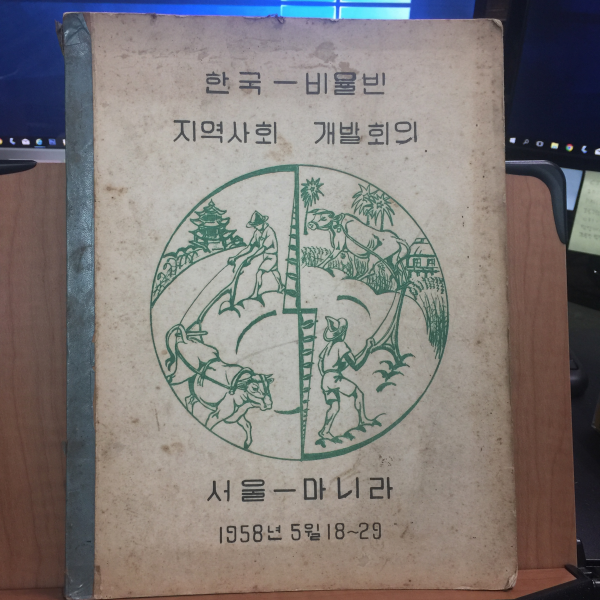 한국 — 비율빈
지역사회 개발회의
서울 — 마니라
1958년 5월 18~29